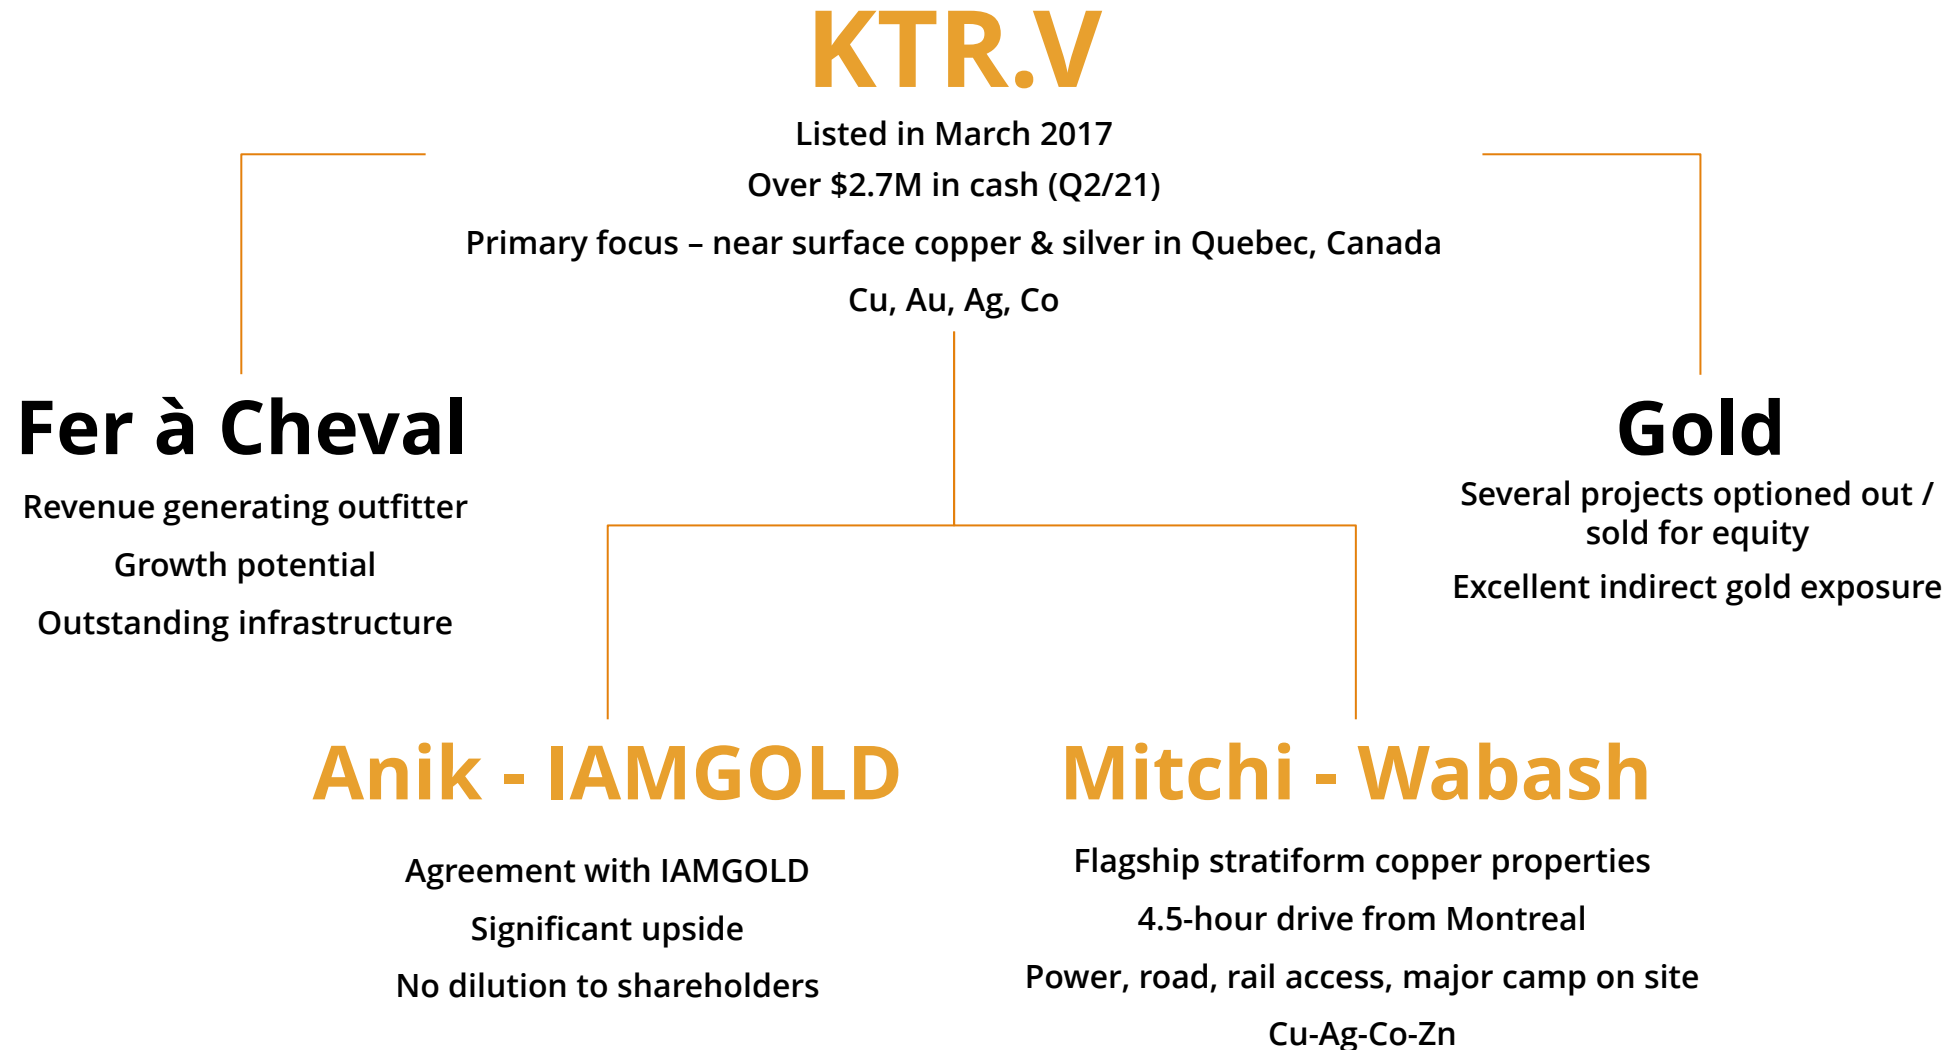 KTR.V
Listed in March 2017
Over $2.7M in cash (Q2/21)
Primary focus – near surface copper & silver in Quebec, Canada
Cu, Au, Ag, Co
Fer à Cheval
Revenue generating outfitter
Growth potential
Outstanding infrastructure
Gold
Several projects optioned out /
sold for equity
Excellent indirect gold exposure
Anik - IAMGOLD
Agreement with IAMGOLD
Significant upside
No dilution to shareholders
Mitchi - Wabash
Flagship stratiform copper properties
4.5-hour drive from Montreal
Power, road, rail access, major camp on site
Cu-Ag-Co-Zn